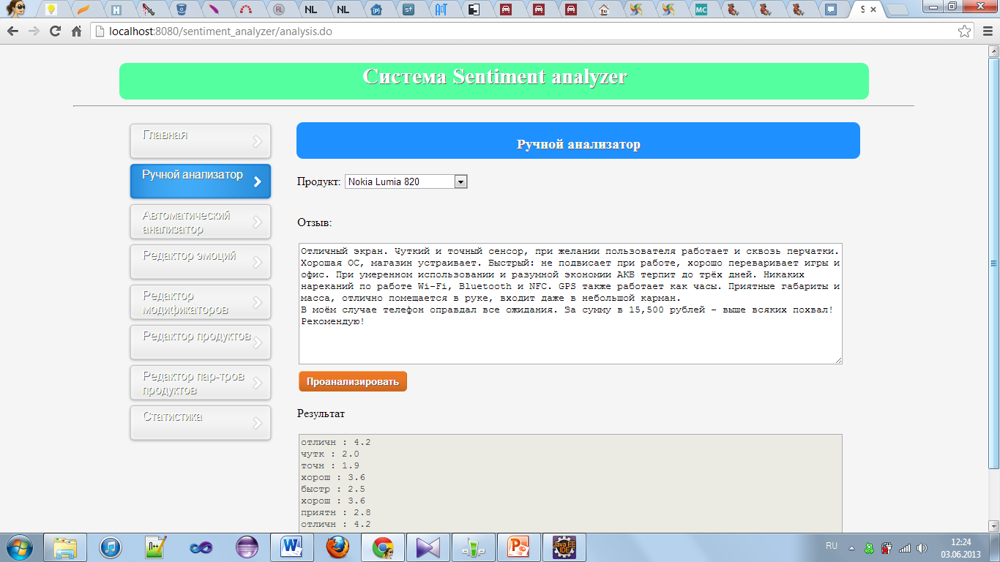 NL
NL
sf
АОТ
MC
S
localhost:8080/sentiment_analyzer/analysis.do
Система Sentiment analyzer
Главная
Ручной анализатор
Автоматический
анализатор
Редактор эмоций
Редактор
модификаторов
Редактор продуктов
Редактор пар-тров
продуктов
Статистика
Ручной анализатор
Продукт: Nokia Lumia 820
Отзыв:
Отличный экран. Чуткий и точный сенсор, при желании пользователя работает и сквозь перчатки.
Хорошая ОС, магазин устраивает. Быстрый: не подвисает при работе, хорошо переваривает игры и
офис. При умеренном использовании и разумной экономии АКБ терпит до трёх дней. Никаких
нареканий по работе Wi-Fi, Bluetooth и NFC. GPS также работает как часы. Приятные габариты и
масса, отлично помещается в руке, входит даже в небольшой карман.
В моём случае телефон оправдал все ожидания. За сумму в 15,500 рублей - выше всяких похвал!
Рекомендую!
Проанализировать
Результат
отличн : 4.2
чутк : 2.0
точн : 1.9
хорош : 3.6
быстр : 2.5
хорош : 3.6
приятн : 2.8
отличн : 4.2
Java EE
IDE
RU
12:24
03.06.2013